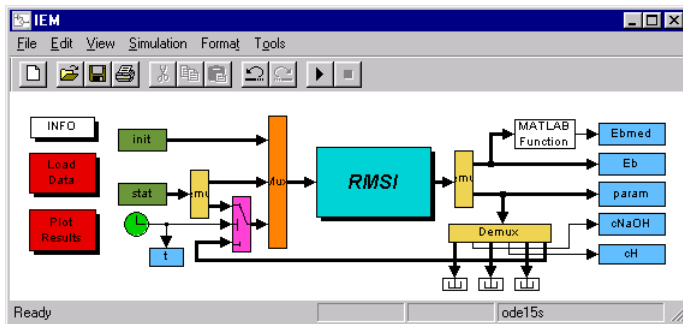 IEM
File Edit View Simulation Format Tools
INFO
init
MATLAB
Function
Ebmed
Load
Data
Eb
RMSI
stat
param
Plot
Results
Demux
cNaOH
t
cH
Ready
ode15s